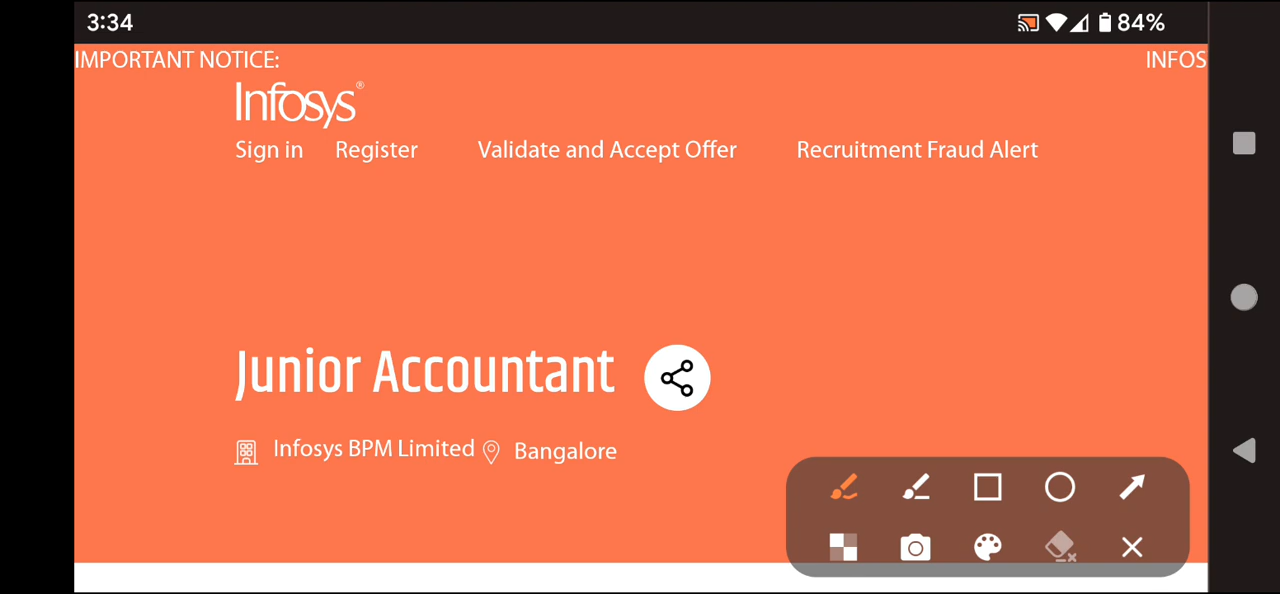 3:34 84%
IMPORTANT NOTICE: INFOS
Infosys®
Sign in Register Validate and Accept Offer Recruitment Fraud Alert
Junior Accountant
Infosys BPM Limited Bangalore